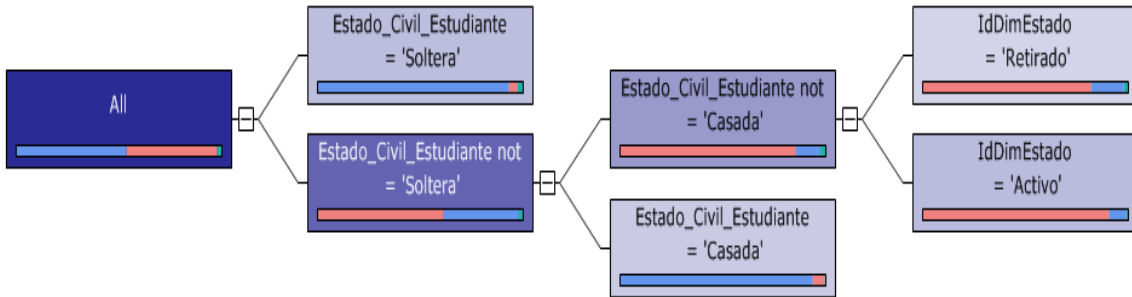 All
Estado_Civil_Estudiante
= 'Soltera'
Estado_Civil_Estudiante not
= 'Soltera'
Estado_Civil_Estudiante not
= 'Casada'
Estado_Civil_Estudiante
= 'Casada'
IdDimEstado
= 'Retirado'
IdDimEstado
= 'Activo'